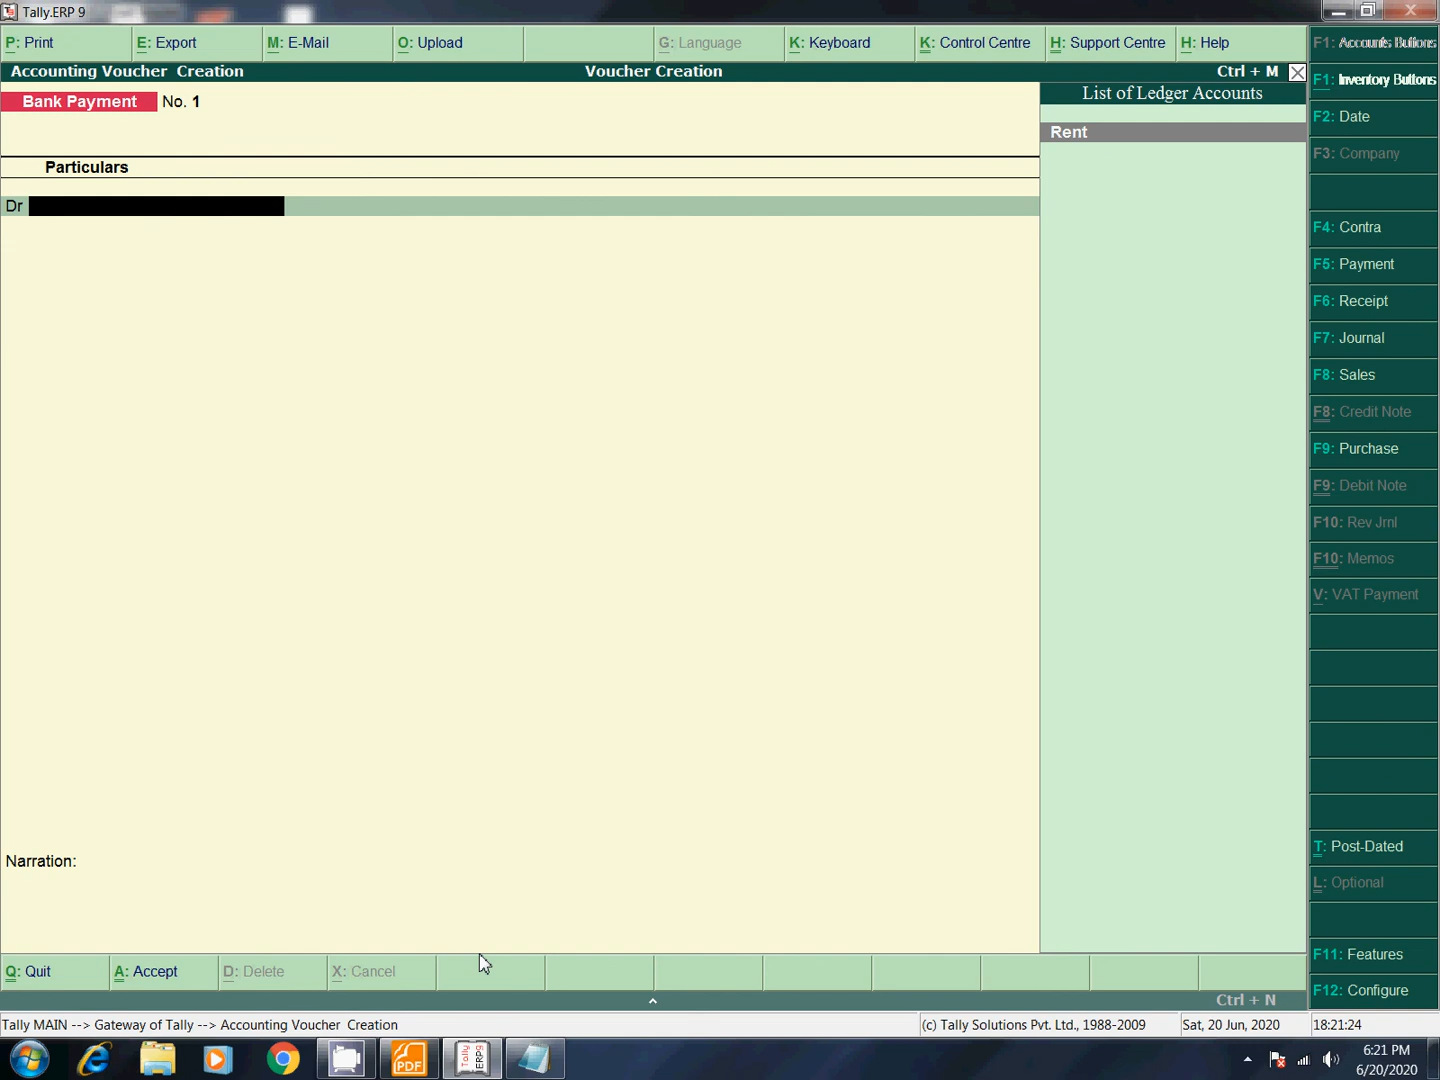 Tally.ERP 9
P: Print
E: Export
M: E-Mail
O: Upload
G: Language
K: Keyboard
K: Control Centre
H: Support Centre
H: Help
F1: Accounts Buttons
Accounting Voucher Creation
Voucher Creation
Ctrl + M
F1: Inventory Buttons
Bank Payment No. 1
List of Ledger Accounts
Rent
F2: Date
F3: Company
Particulars
Dr
F4: Contra
F5: Payment
F6: Receipt
F7: Journal
F8: Sales
F8: Credit Note
F9: Purchase
F9: Debit Note
F10: Rev Jrnl
F10: Memos
V: VAT Payment
T: Post-Dated
L: Optional
Narration:
F11: Features
F12: Configure
Q: Quit
A: Accept
D: Delete
X: Cancel
Ctrl + N
Tally MAIN --> Gateway of Tally --> Accounting Voucher Creation
(c) Tally Solutions Pvt. Ltd., 1988-2009
Sat, 20 Jun, 2020
18:21:24
PDF
Tally
ERP9
6:21 PM
6/20/2020